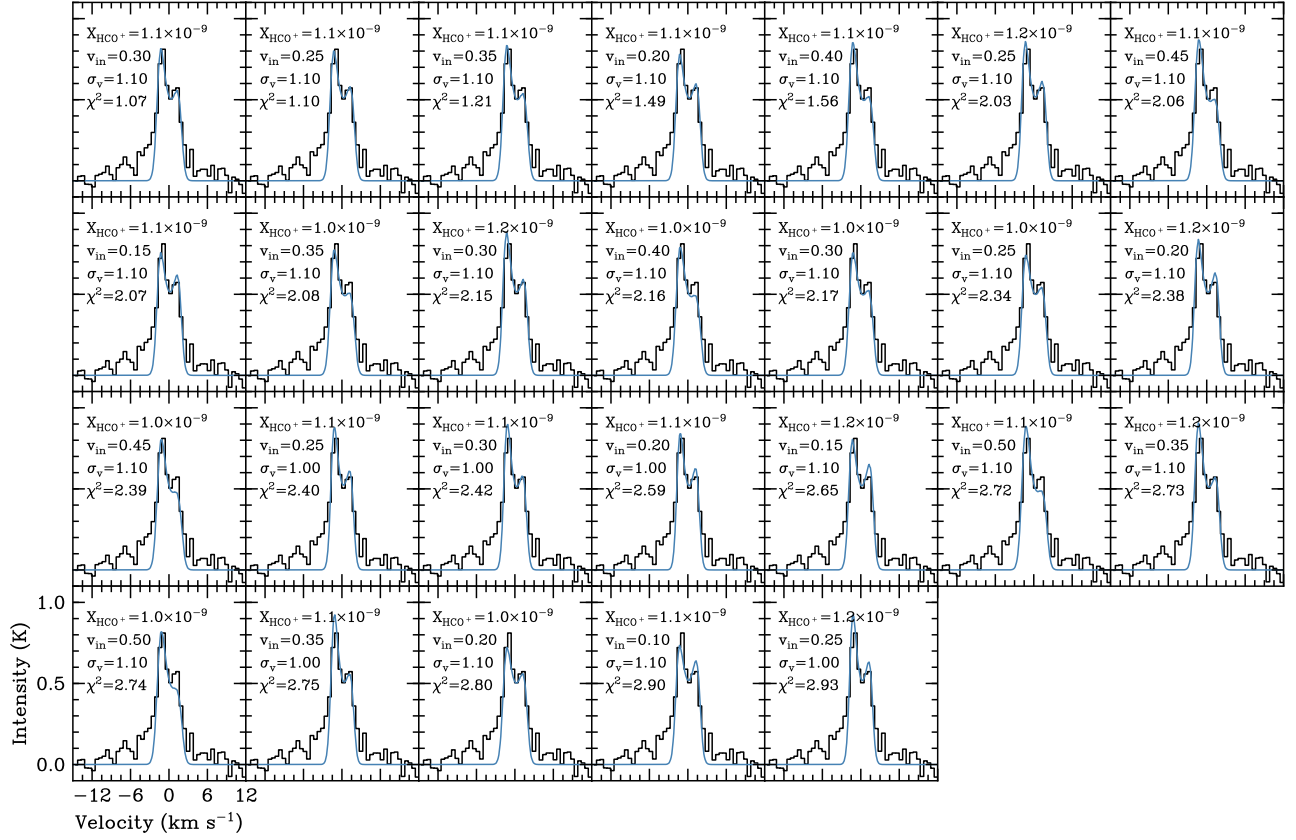 X_HCO⁺=1.1×10⁻⁹
v_in=0.30
σ_v=1.10
χ²=1.07
X_HCO⁺=1.1×10⁻⁹
v_in=0.25
σ_v=1.10
χ²=1.10
X_HCO⁺=1.1×10⁻⁹
v_in=0.35
σ_v=1.10
χ²=1.21
X_HCO⁺=1.1×10⁻⁹
v_in=0.20
σ_v=1.10
χ²=1.49
X_HCO⁺=1.1×10⁻⁹
v_in=0.40
σ_v=1.10
χ²=1.56
X_HCO⁺=1.2×10⁻⁹
v_in=0.25
σ_v=1.10
χ²=2.03
X_HCO⁺=1.1×10⁻⁹
v_in=0.45
σ_v=1.10
χ²=2.06
X_HCO⁺=1.1×10⁻⁹
v_in=0.15
σ_v=1.10
χ²=2.07
X_HCO⁺=1.0×10⁻⁹
v_in=0.35
σ_v=1.10
χ²=2.08
X_HCO⁺=1.2×10⁻⁹
v_in=0.30
σ_v=1.10
χ²=2.15
X_HCO⁺=1.0×10⁻⁹
v_in=0.40
σ_v=1.10
χ²=2.16
X_HCO⁺=1.0×10⁻⁹
v_in=0.30
σ_v=1.10
χ²=2.17
X_HCO⁺=1.0×10⁻⁹
v_in=0.25
σ_v=1.10
χ²=2.34
X_HCO⁺=1.2×10⁻⁹
v_in=0.20
σ_v=1.10
χ²=2.38
X_HCO⁺=1.0×10⁻⁹
v_in=0.45
σ_v=1.10
χ²=2.39
X_HCO⁺=1.1×10⁻⁹
v_in=0.25
σ_v=1.00
χ²=2.40
X_HCO⁺=1.1×10⁻⁹
v_in=0.30
σ_v=1.00
χ²=2.42
X_HCO⁺=1.1×10⁻⁹
v_in=0.20
σ_v=1.00
χ²=2.59
X_HCO⁺=1.2×10⁻⁹
v_in=0.15
σ_v=1.10
χ²=2.65
X_HCO⁺=1.1×10⁻⁹
v_in=0.50
σ_v=1.10
χ²=2.72
X_HCO⁺=1.2×10⁻⁹
v_in=0.35
σ_v=1.10
χ²=2.73
X_HCO⁺=1.0×10⁻⁹
v_in=0.50
σ_v=1.10
χ²=2.74
X_HCO⁺=1.1×10⁻⁹
v_in=0.35
σ_v=1.00
χ²=2.75
X_HCO⁺=1.0×10⁻⁹
v_in=0.20
σ_v=1.10
χ²=2.80
X_HCO⁺=1.1×10⁻⁹
v_in=0.10
σ_v=1.10
χ²=2.90
X_HCO⁺=1.2×10⁻⁹
v_in=0.25
σ_v=1.00
χ²=2.93
1.0
0.5
0.0
Intensity (K)
−12 −6 0 6 12
Velocity (km s⁻¹)